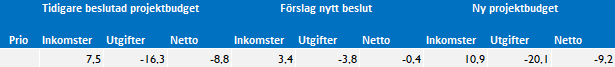 Tidigare beslutad projektbudget Förslag nytt beslut Ny projektbudget
Prio Inkomster Utgifter Netto Inkomster Utgifter Netto Inkomster Utgifter Netto
7,5 -16,3 -8,8 3,4 -3,8 -0,4 10,9 -20,1 -9,2